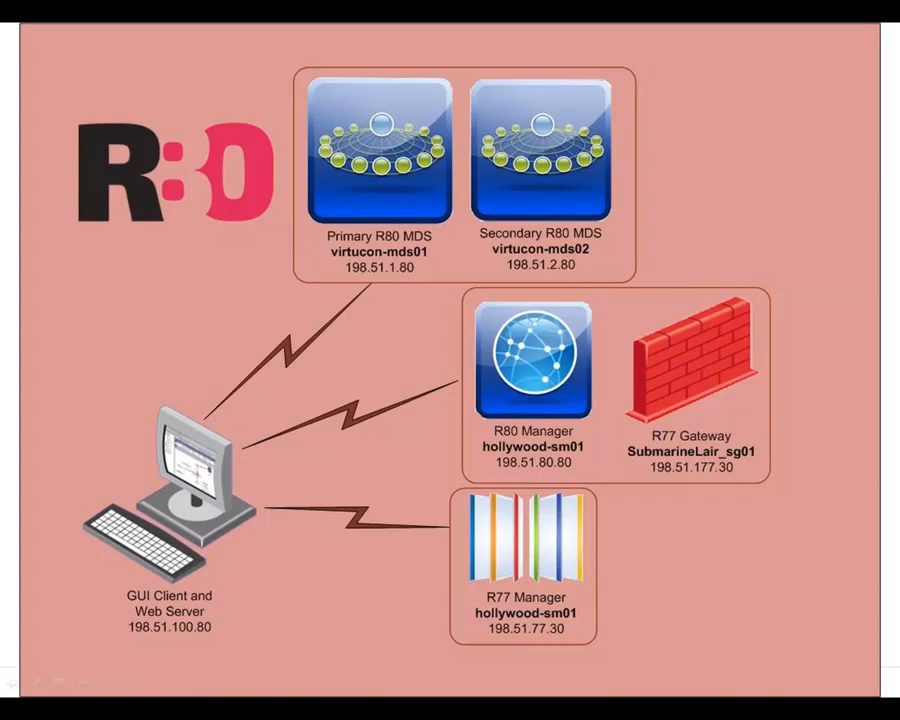 R80
Primary R80 MDS
virtucon-mds01
198.51.1.80
Secondary R80 MDS
virtucon-mds02
198.51.2.80
R80 Manager
hollywood-sm01
198.51.80.80
R77 Gateway
SubmarineLair_sg01
198.51.177.30
R77 Manager
hollywood-sm01
198.51.77.30
GUI Client and
Web Server
198.51.100.80